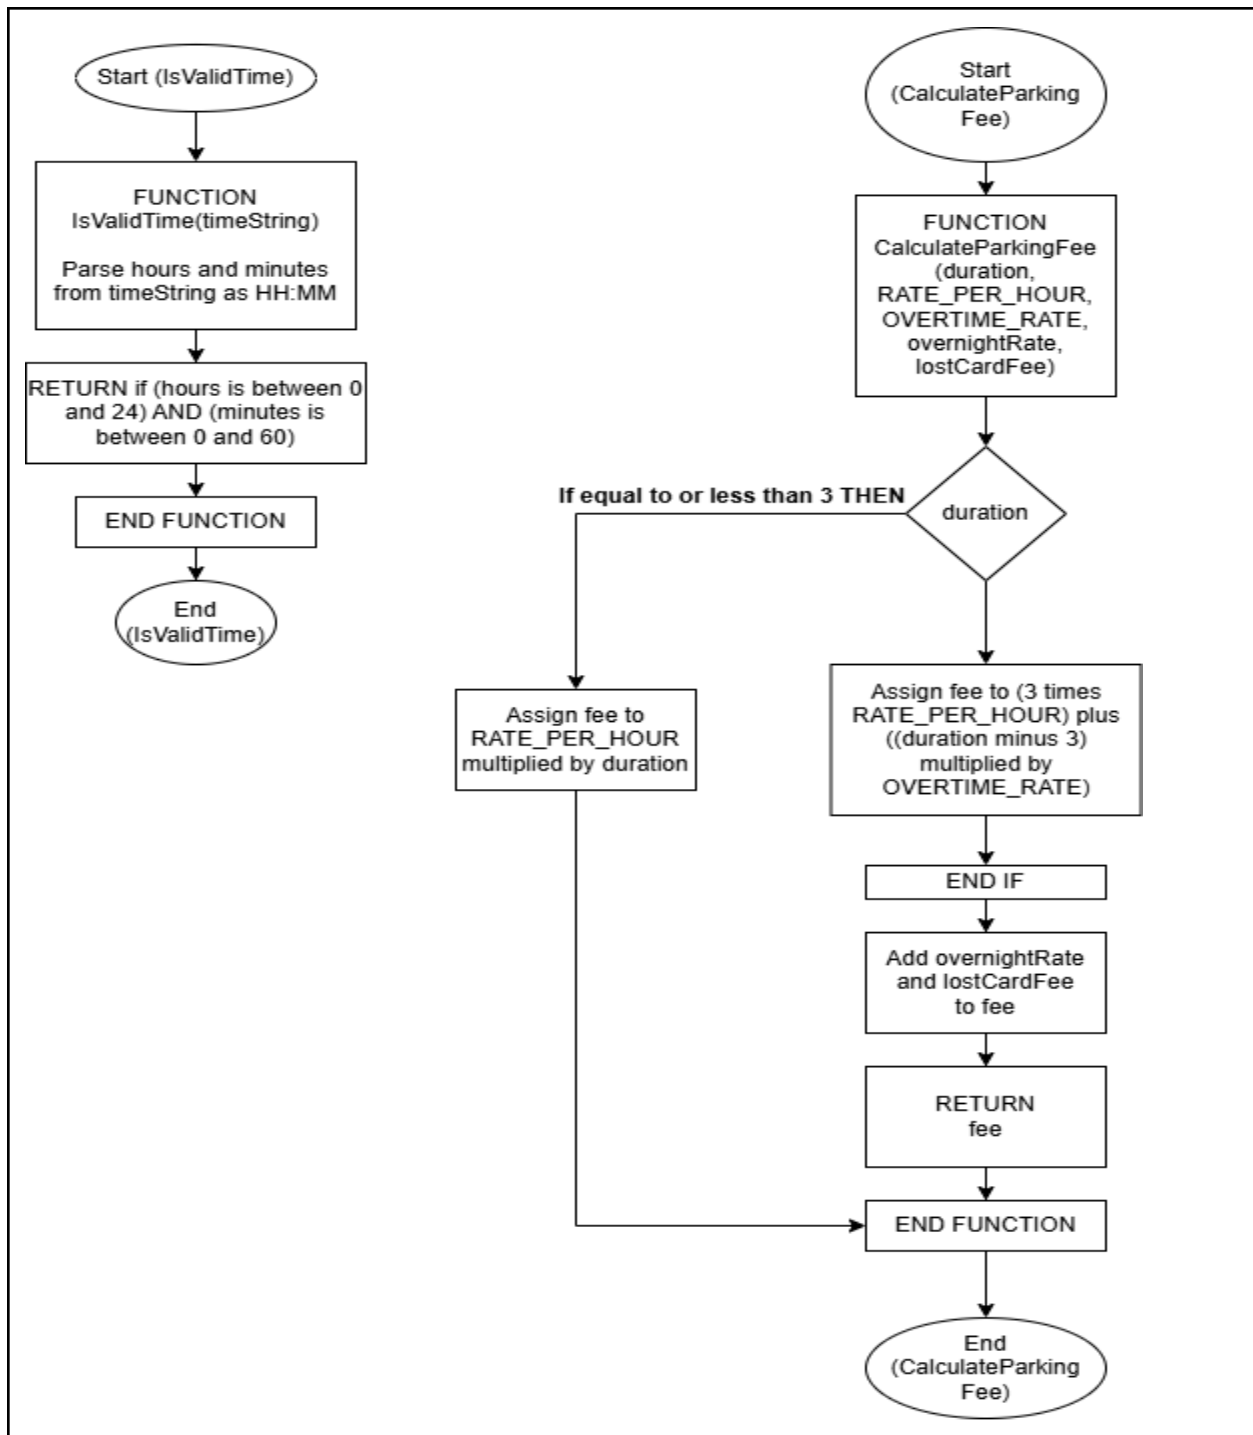 Start (IsValidTime)
FUNCTION
IsValidTime(timeString)
Parse hours and minutes
from timeString as HH:MM
RETURN if (hours is between 0
and 24) AND (minutes is
between 0 and 60)
END FUNCTION
End
(IsValidTime)
Start
(CalculateParking
Fee)
FUNCTION
CalculateParkingFee
(duration,
RATE_PER_HOUR,
OVERTIME_RATE,
overnightRate,
lostCardFee)
If equal to or less than 3 THEN
duration
Assign fee to
RATE_PER_HOUR
multiplied by duration
Assign fee to (3 times
RATE_PER_HOUR) plus
((duration minus 3)
multiplied by
OVERTIME_RATE)
END IF
Add overnightRate
and lostCardFee
to fee
RETURN
fee
END FUNCTION
End
(CalculateParking
Fee)